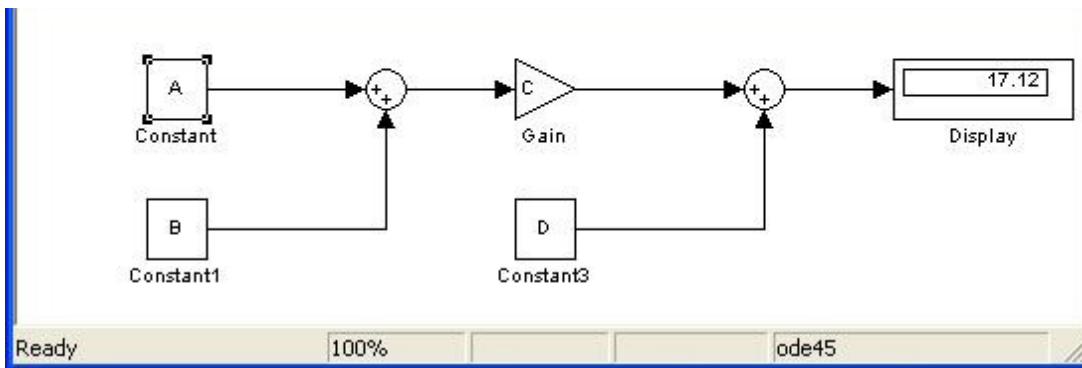 A
+
+
C
+
+
17.12
Constant
Gain
Display
B
D
Constant1
Constant3
Ready 100% ode45